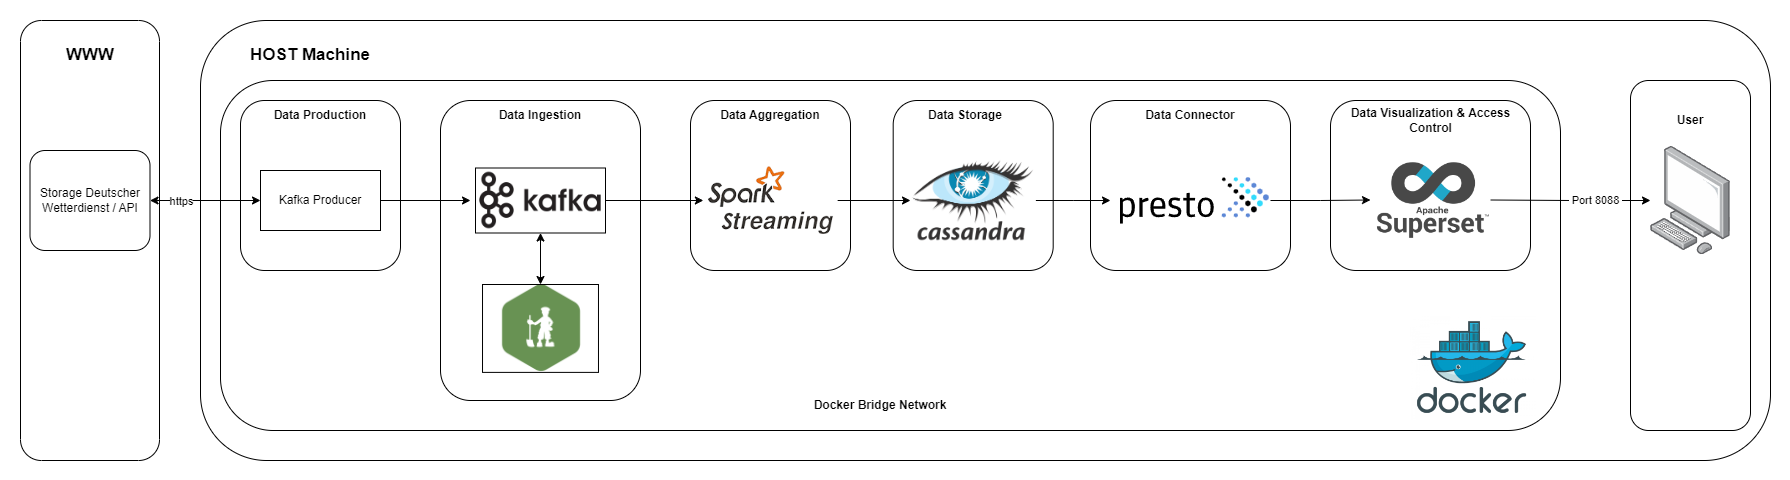 WWW
Storage Deutscher
Wetterdienst / API
https
HOST Machine
Data Production
Kafka Producer
Data Ingestion
kafka
Data Aggregation
Spark
Streaming
Data Storage
cassandra
Data Connector
presto
Data Visualization & Access
Control
Apache
Superset™
Port 8088
User
docker
Docker Bridge Network